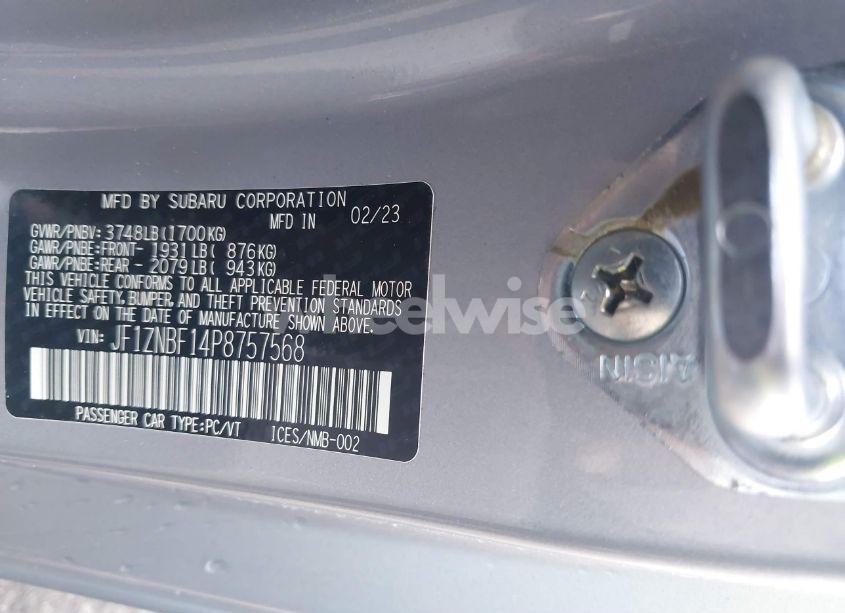 MFD BY SUBARU CORPORATION
MFD IN 02/23
GVWR/PNBV: 3748LB(1700KG)
GAWR/PNBE:FRONT- 1931LB( 876KG)
GAWR/PNBE:REAR - 2079LB( 943KG)
THIS VEHICLE CONFORMS TO ALL APPLICABLE FEDERAL MOTOR
VEHICLE SAFETY, BUMPER, AND THEFT PREVENTION STANDARDS
IN EFFECT ON THE DATE OF MANUFACTURE SHOWN ABOVE.
VIN: JF1ZNBF14P8757568
PASSENGER CAR TYPE:PC/VT ICES/NMB-002
AISIN